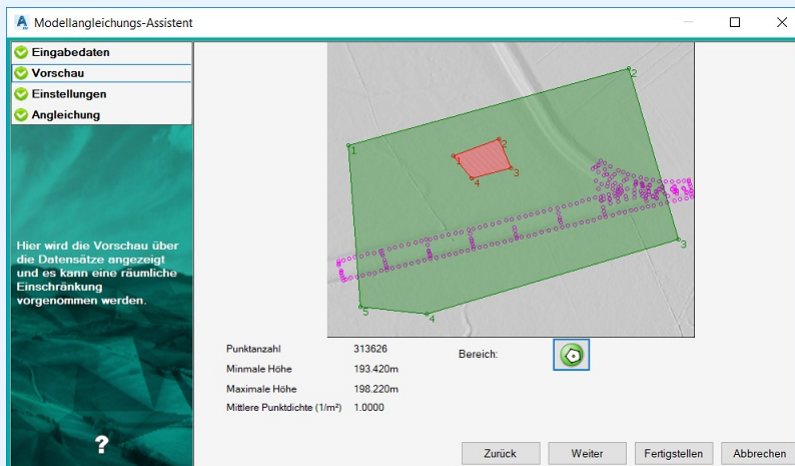 Modellangleichungs-Assistent
Eingabedaten
Vorschau
Einstellungen
Angleichung
Hier wird die Vorschau über
die Datensätze angezeigt
und es kann eine räumliche
Einschränkung
vorgenommen werden.
?
1
2
3
4
5
1
2
3
4
Punktanzahl 313626
Minmale Höhe 193.420m
Maximale Höhe 198.220m
Mittlere Punktdichte (1/m²) 1.0000
Bereich:
Zurück
Weiter
Fertigstellen
Abbrechen